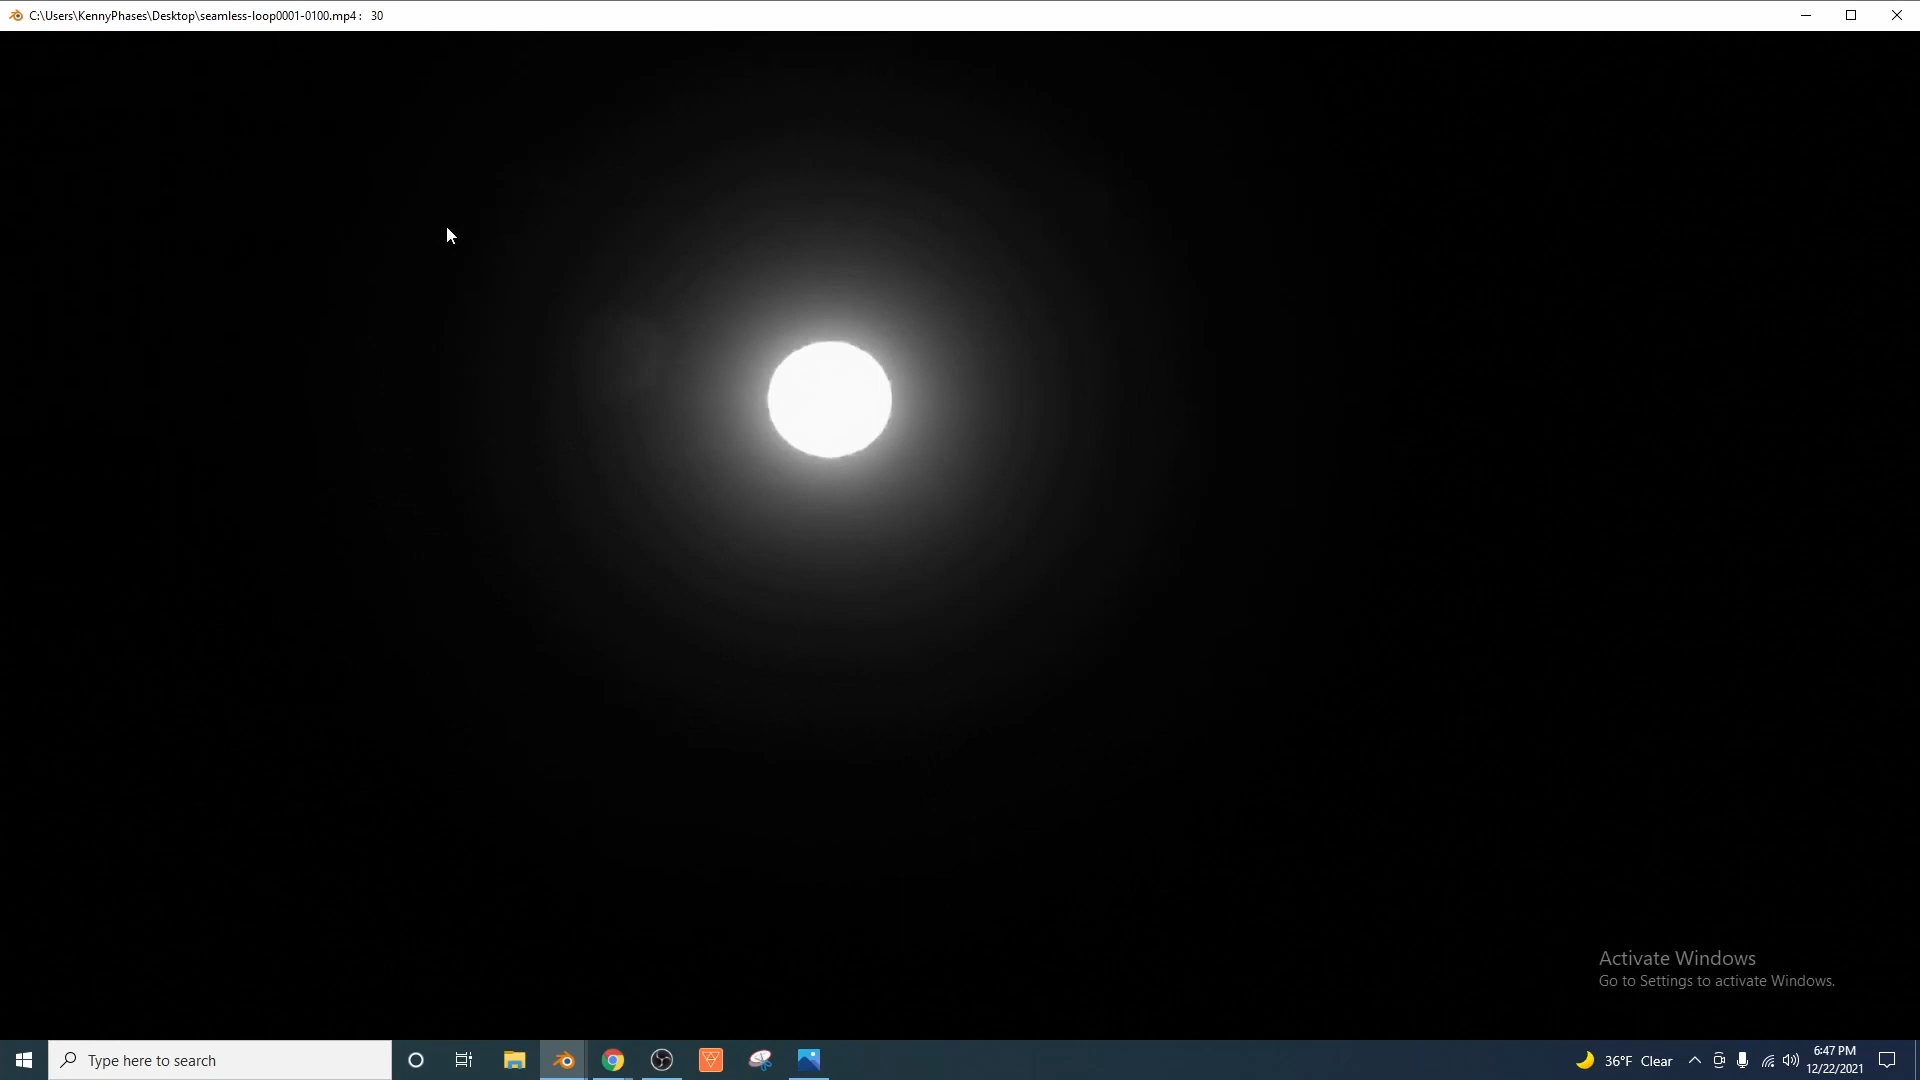 C:\Users\KennyPhases\Desktop\seamless-loop0001-0100.mp4 : 30
Activate Windows
Go to Settings to activate Windows.
Type here to search
36°F Clear
6:47 PM
12/22/2021